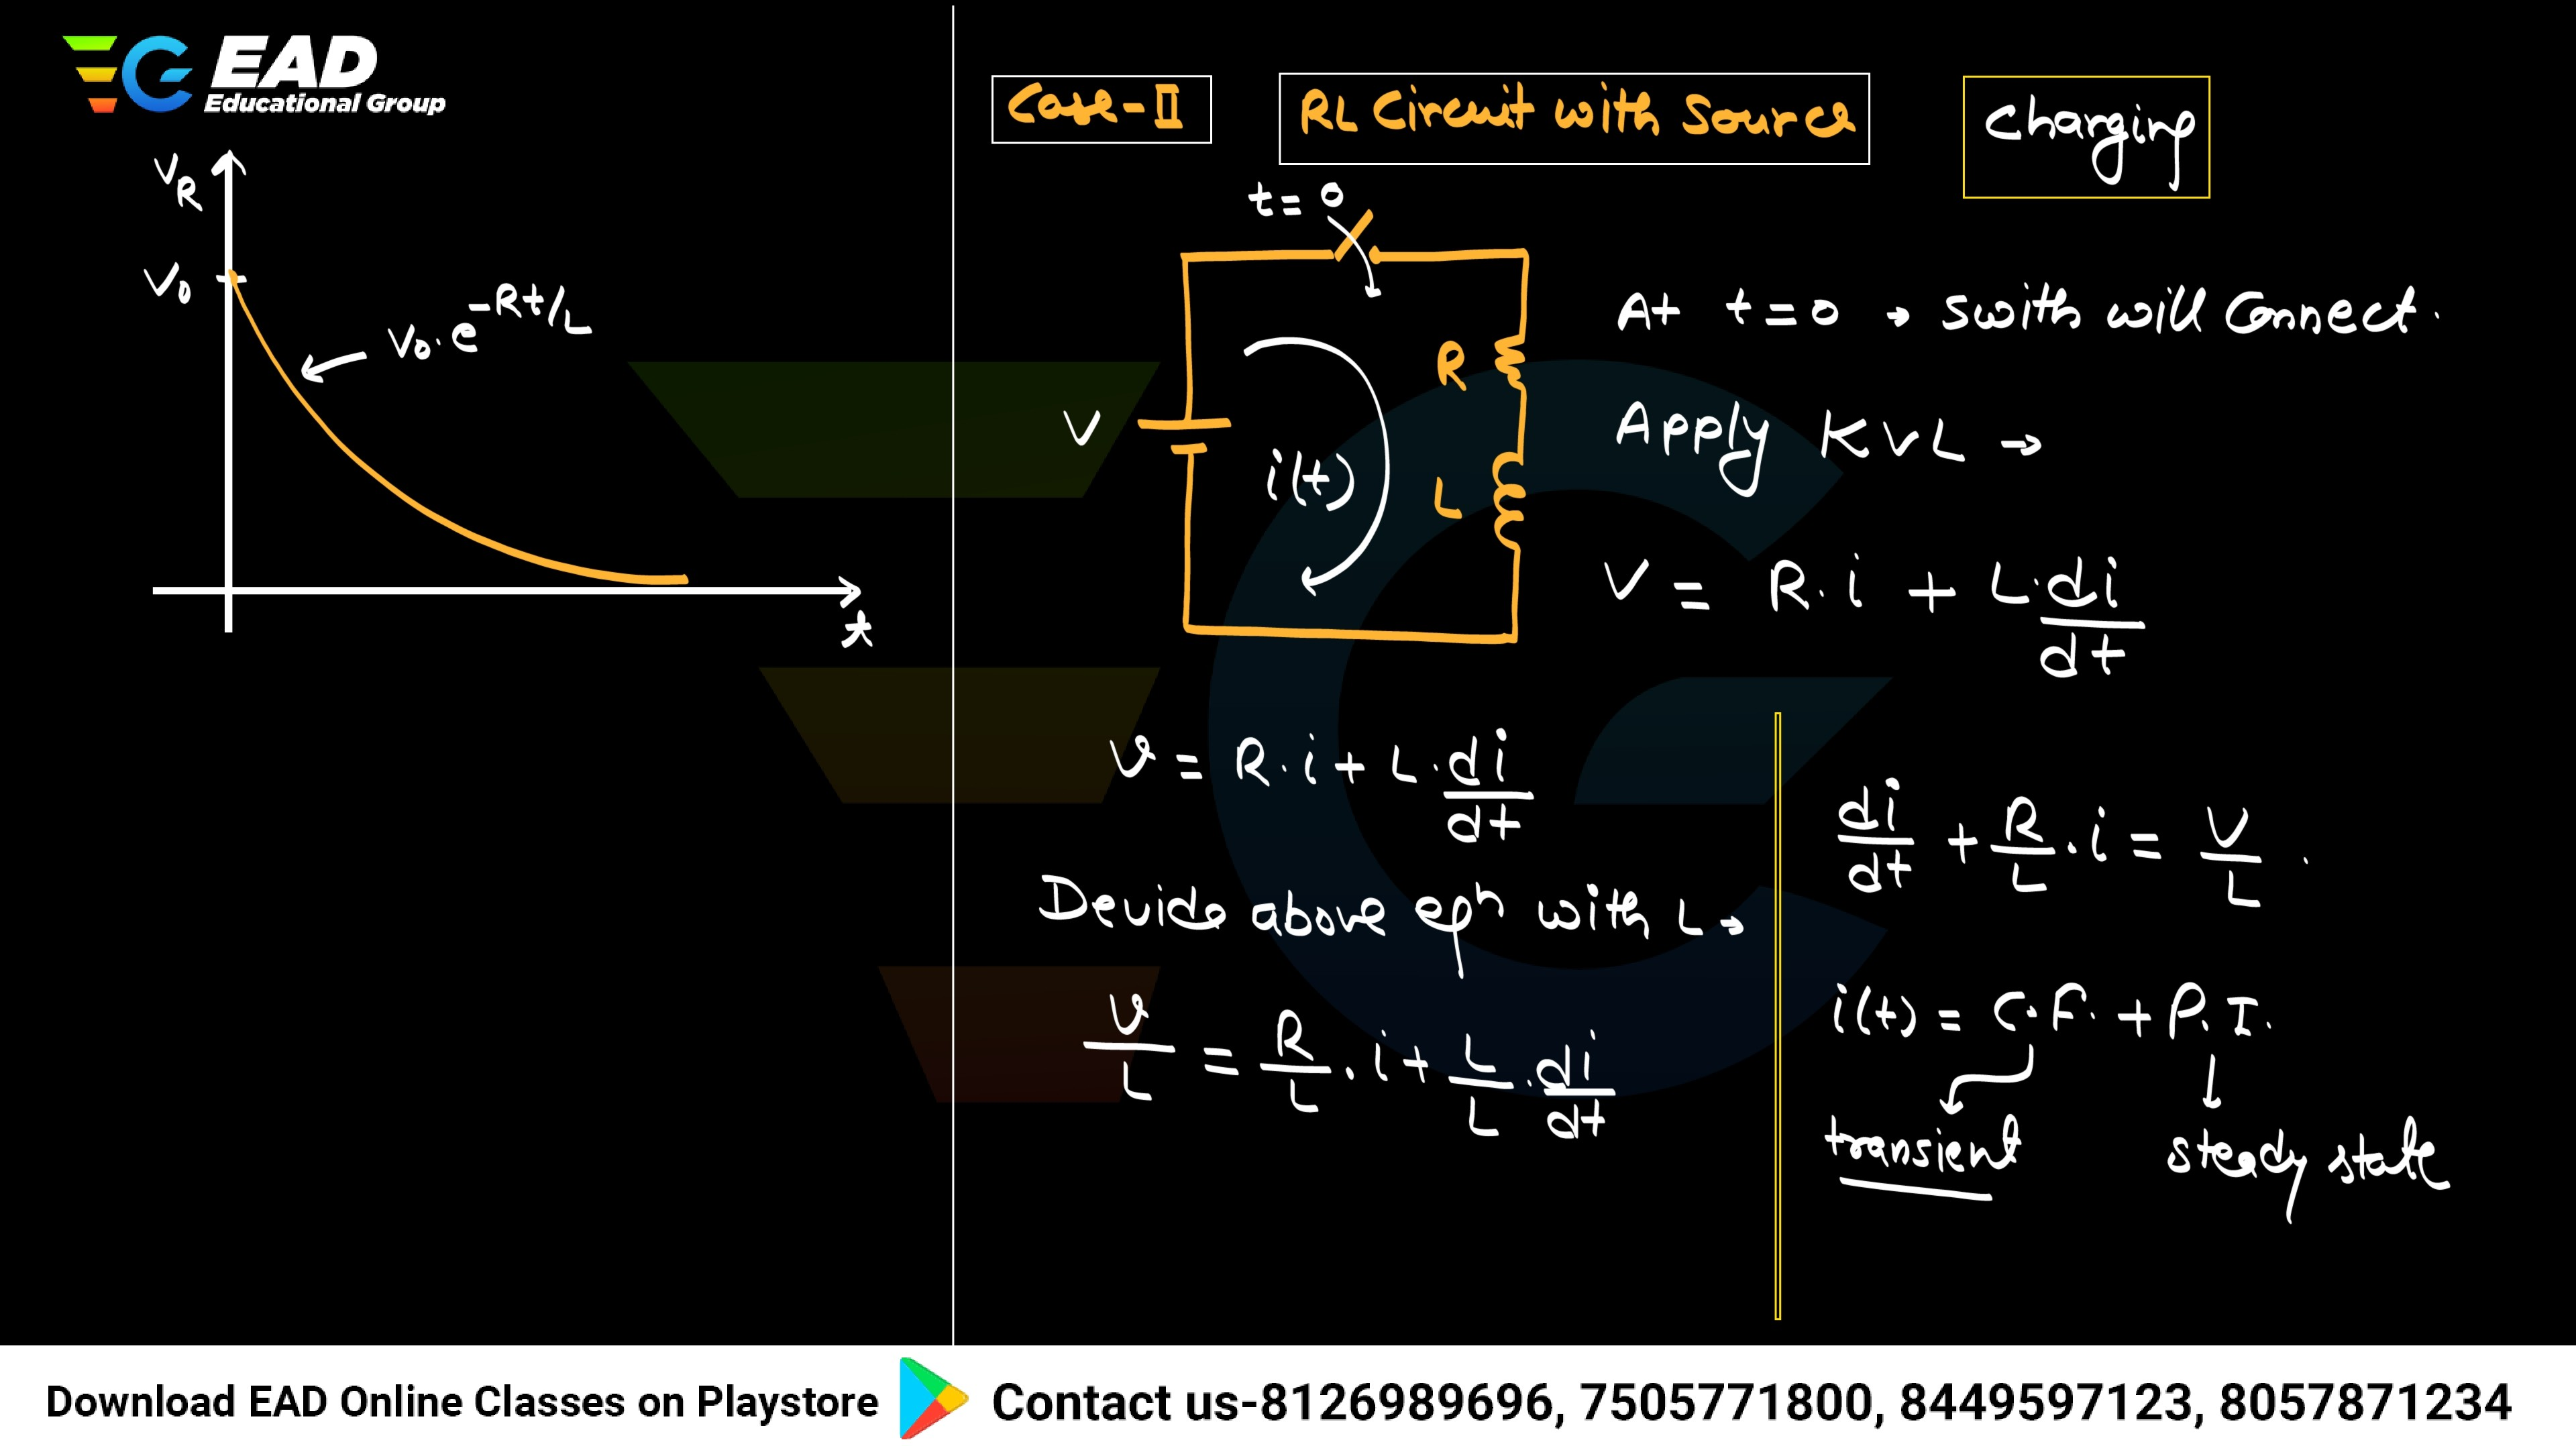 EAD
Educational Group
V_R
V_0
V_0 . e^{-Rt/L}
t
Case-II
RL Circuit with Source
Charging
t = 0
V
i(t)
R
L
At t = 0 → swith will Connect.
Apply KVL →
V = R . i + L . di/dt
V = R . i + L . di/dt
Devide above eqn with L →
V/L = R/L . i + L/L . di/dt
di/dt + R/L . i = V/L .
i(t) = C.F. + P.I.
transient
steady state
Download EAD Online Classes on Playstore
Contact us-8126989696, 7505771800, 8449597123, 8057871234